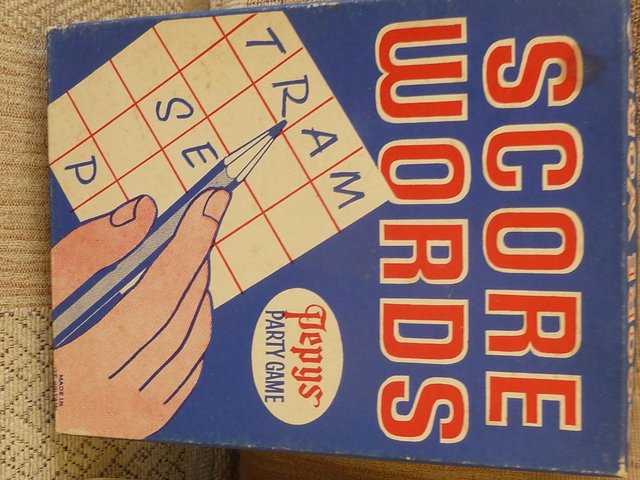 SCORE
WORDS
TRAM
SE
P
Pepys
PARTY GAME
MADE IN